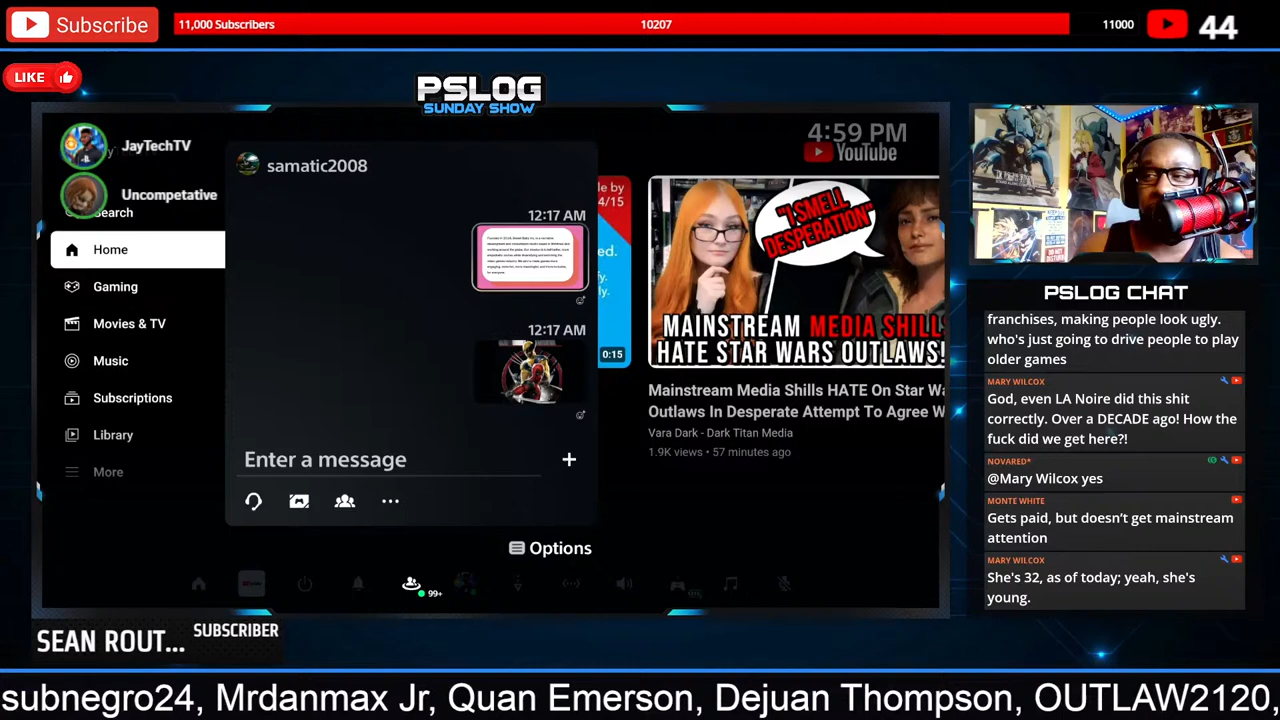 Subscribe
11,000 Subscribers
10207
11000
44
LIKE
PSLOG
SUNDAY SHOW
JayTechTV
Uncompetative
Search
Home
Gaming
Movies & TV
Music
Subscriptions
Library
More
samatic2008
12:17 AM
12:17 AM
Enter a message
Options
99+
4:59 PM
YouTube
de by
4/15
ed.
0:15
"I SMELL
DESPERATION"
MAINSTREAM MEDIA SHILL
HATE STAR WARS OUTLAWS!
Mainstream Media Shills HATE On Star Wa
Outlaws In Desperate Attempt To Agree W
Vara Dark - Dark Titan Media
1.9K views • 57 minutes ago
PSLOG CHAT
franchises, making people look ugly.
who's just going to drive people to play
older games
MARY WILCOX
God, even LA Noire did this shit
correctly. Over a DECADE ago! How the
fuck did we get here?!
NOVARED*
@Mary Wilcox yes
MONTE WHITE
Gets paid, but doesn't get mainstream
attention
MARY WILCOX
She's 32, as of today; yeah, she's
young.
SEAN ROUT... SUBSCRIBER
subnegro24, Mrdanmax Jr, Quan Emerson, Dejuan Thompson, OUTLAW2120,